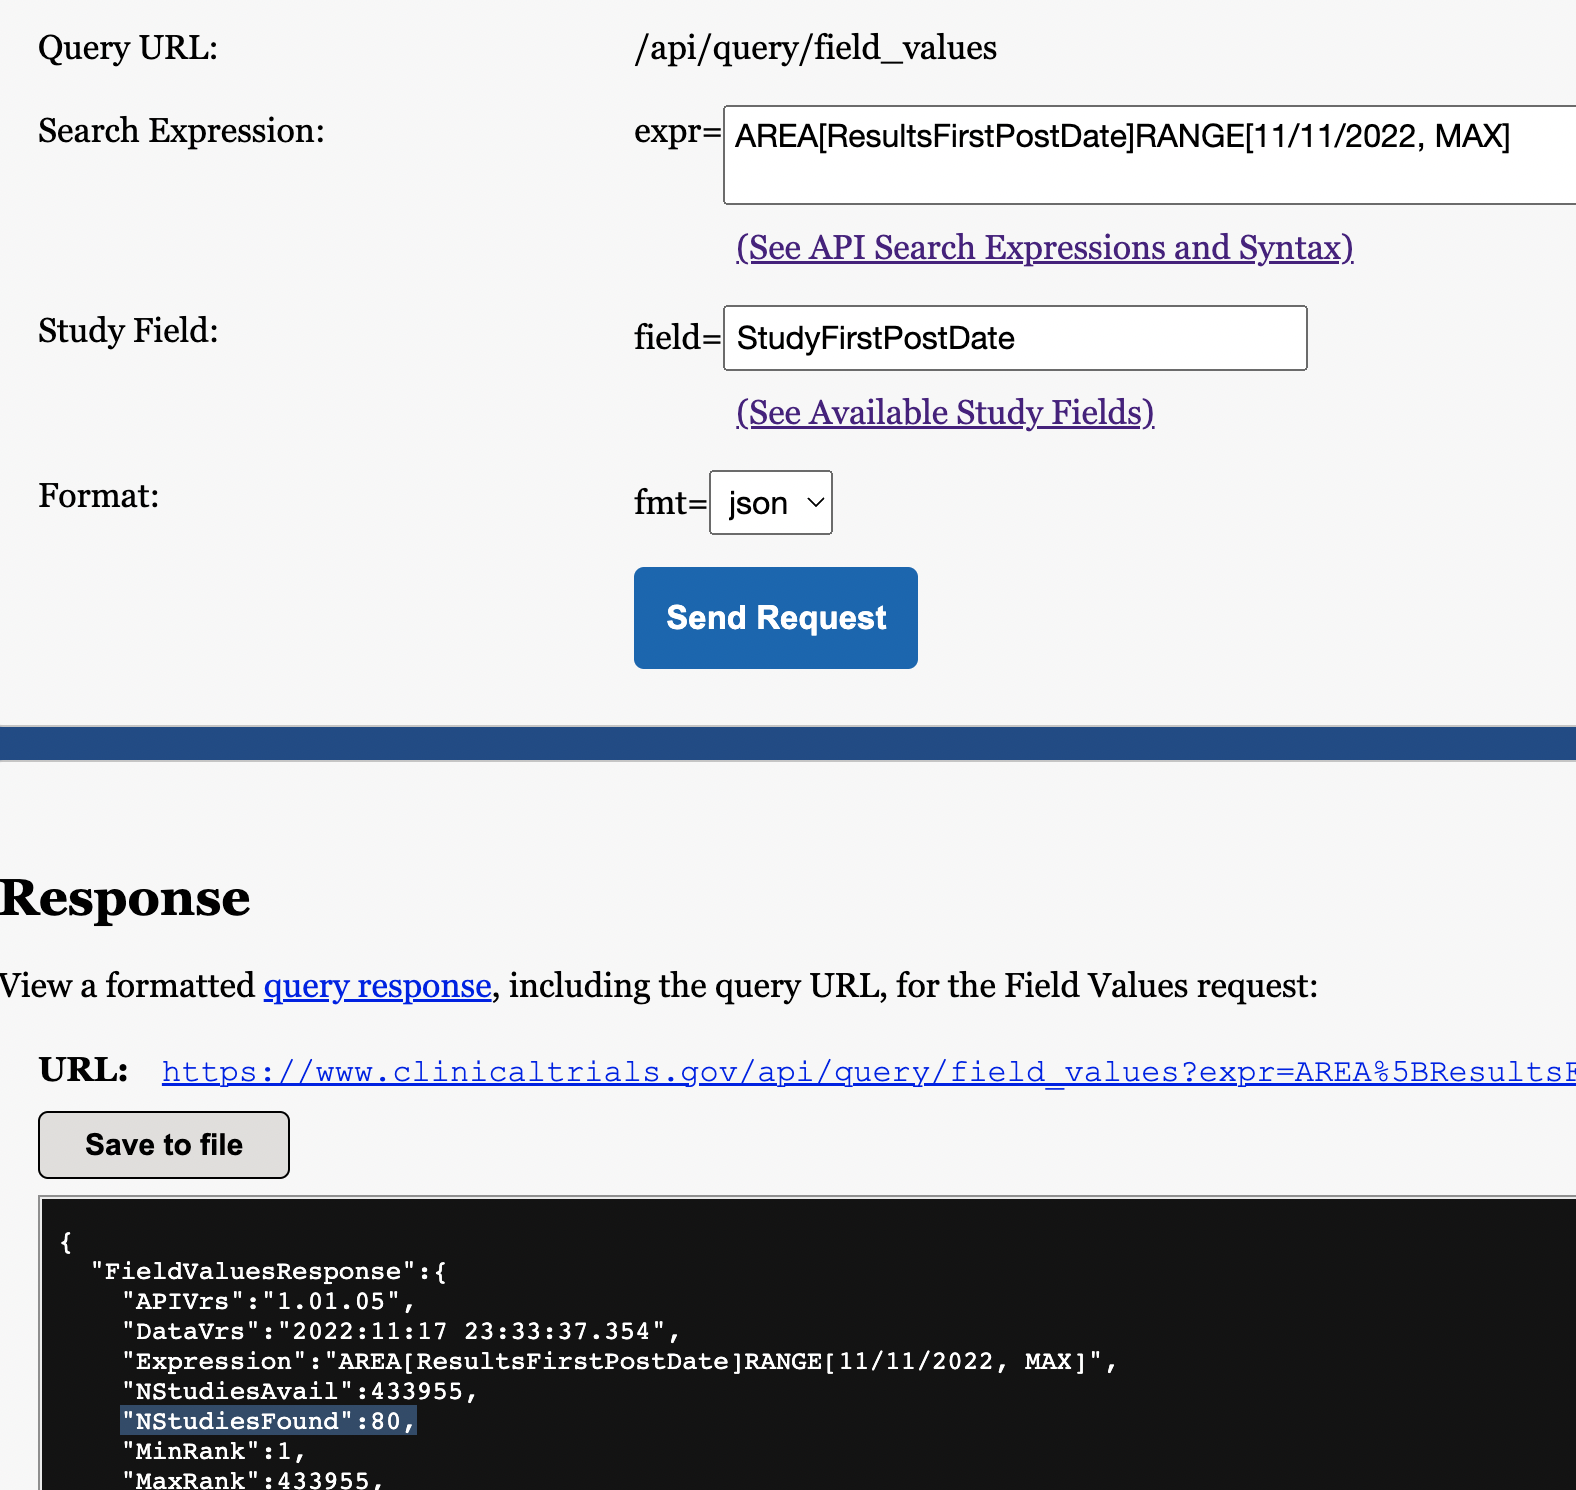 Query URL: /api/query/field_values
Search Expression: expr= AREA[ResultsFirstPostDate]RANGE[11/11/2022, MAX]
(See API Search Expressions and Syntax)
Study Field: field= StudyFirstPostDate
(See Available Study Fields)
Format: fmt= json
Send Request
Response
View a formatted query response, including the query URL, for the Field Values request:
URL: https://www.clinicaltrials.gov/api/query/field_values?expr=AREA%5BResults
Save to file
{
"FieldValuesResponse":{
"APIVrs":"1.01.05",
"DataVrs":"2022:11:17 23:33:37.354",
"Expression":"AREA[ResultsFirstPostDate]RANGE[11/11/2022, MAX]",
"NStudiesAvail":433955,
"NStudiesFound":80,
"MinRank":1,
"MaxRank":433955,